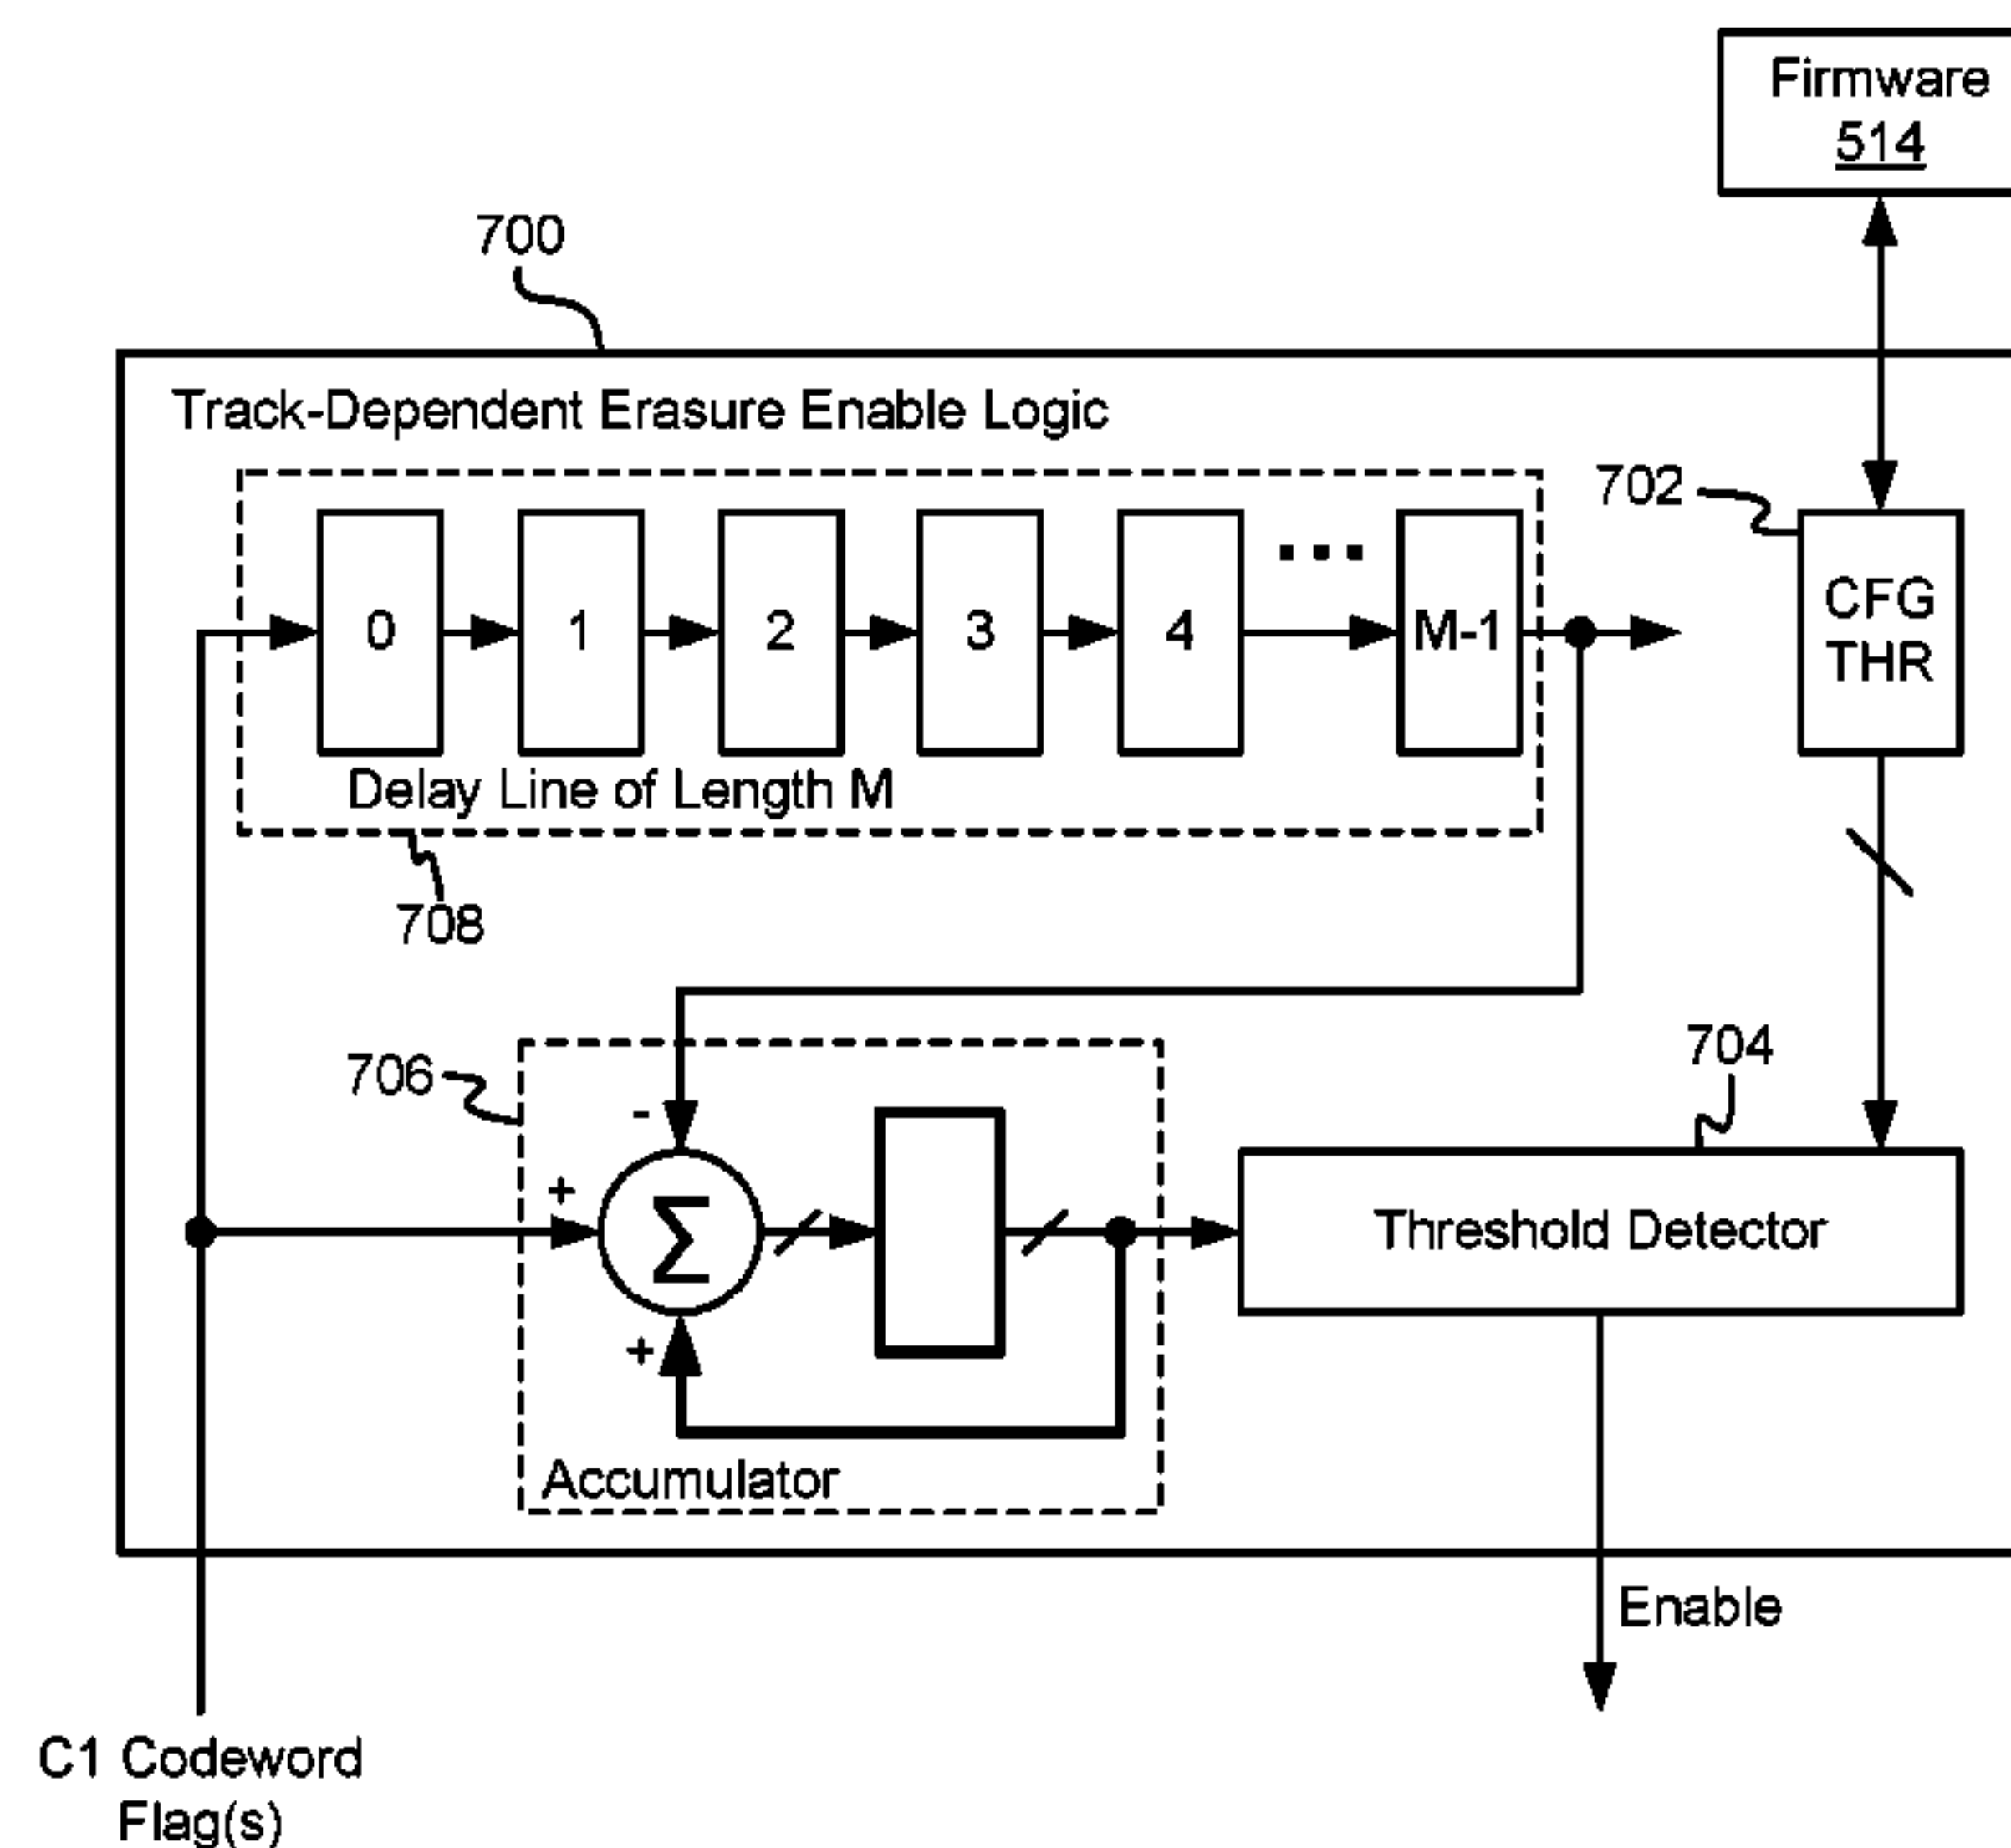 Firmware
514
700
Track-Dependent Erasure Enable Logic
702
0
1
2
3
4
...
M-1
CFG
THR
Delay Line of Length M
708
706
704
-
+
Σ
+
Threshold Detector
Accumulator
Enable
C1 Codeword
Flag(s)